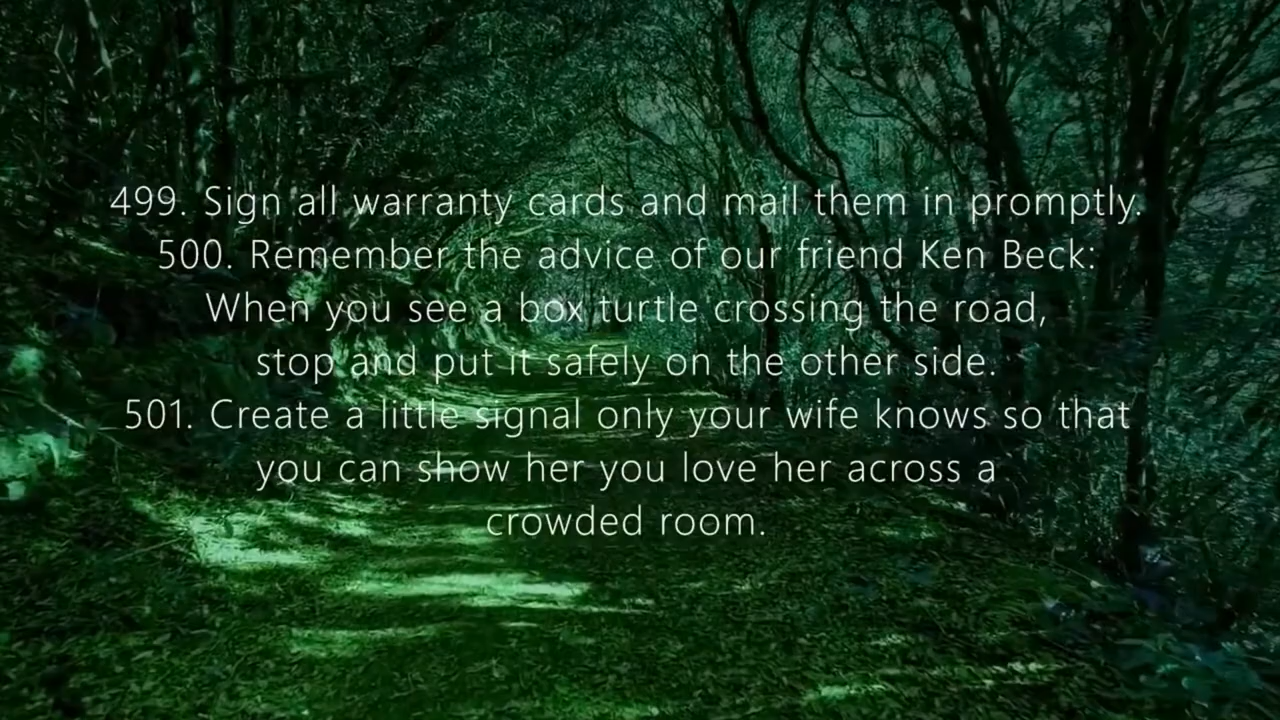 499. Sign all warranty cards and mail them in promptly.
500. Remember the advice of our friend Ken Beck:
When you see a box turtle crossing the road,
stop and put it safely on the other side.
501. Create a little signal only your wife knows so that
you can show her you love her across a
crowded room.